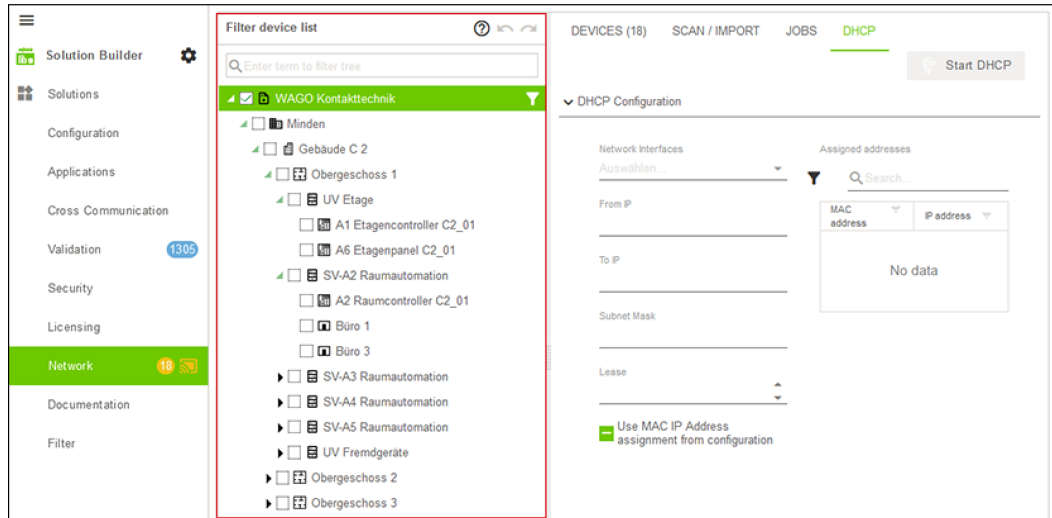 Solution Builder
Solutions
Configuration
Applications
Cross Communication
Validation 1305
Security
Licensing
Network 18
Documentation
Filter
Filter device list
Enter term to filter tree
WAGO Kontakttechnik
Minden
Gebäude C 2
Obergeschoss 1
UV Etage
A1 Etagencontroller C2_01
A6 Etagenpanel C2_01
SV-A2 Raumautomation
A2 Raumcontroller C2_01
Büro 1
Büro 3
SV-A3 Raumautomation
SV-A4 Raumautomation
SV-A5 Raumautomation
UV Fremdgeräte
Obergeschoss 2
Obergeschoss 3
DEVICES (18) SCAN / IMPORT JOBS DHCP
Start DHCP
DHCP Configuration
Network Interfaces
Auswählen...
From IP
To IP
Subnet Mask
Lease
Use MAC IP Address
assignment from configuration
Assigned addresses
Search...
MAC
address
IP address
No data